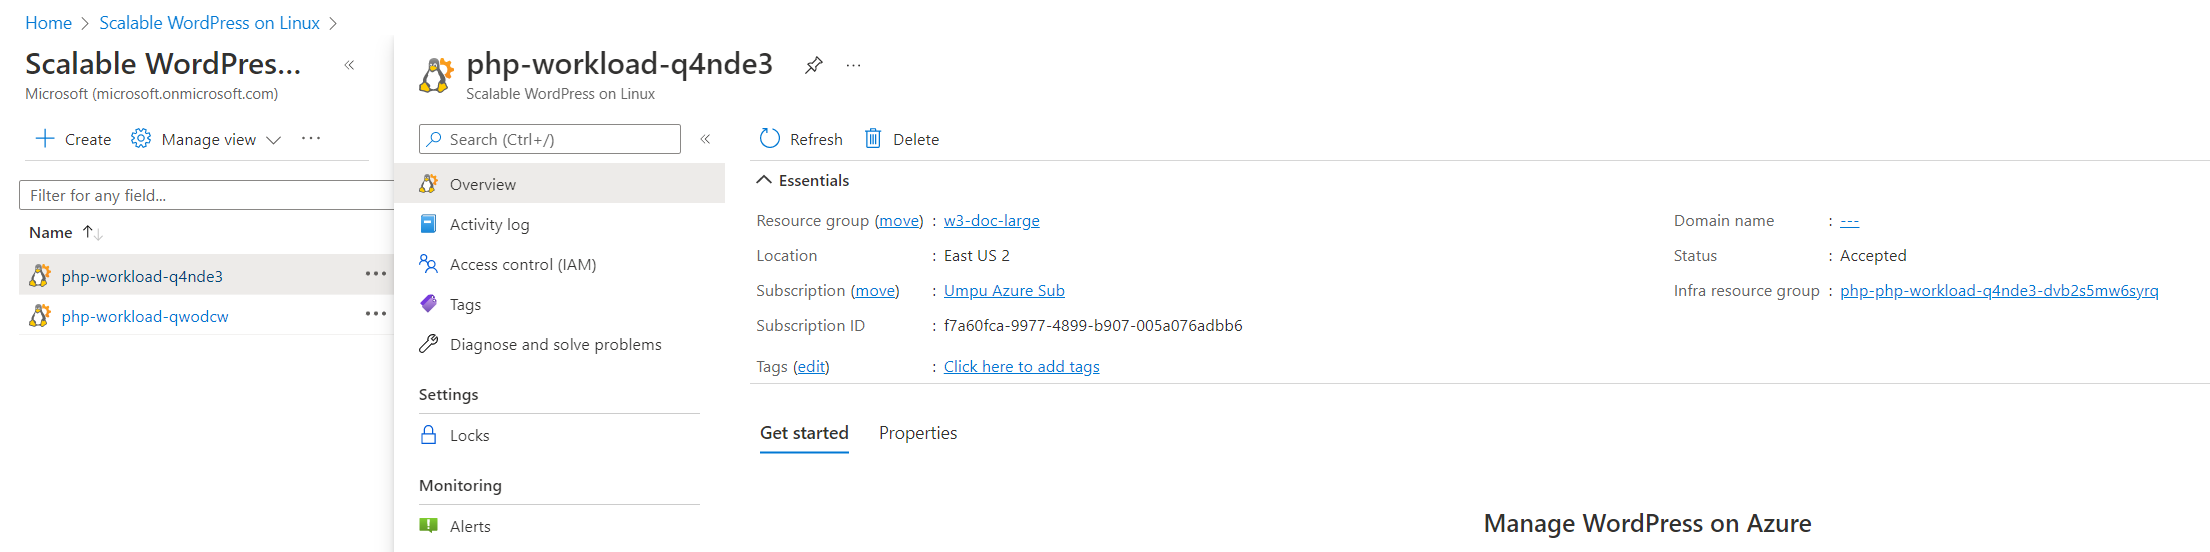 Home > Scalable WordPress on Linux >
Scalable WordPres...
«
Microsoft (microsoft.onmicrosoft.com)
Create
Manage view
...
Filter for any field...
Name ↑↓
php-workload-q4nde3
...
php-workload-qwodcw
...
php-workload-q4nde3
...
Scalable WordPress on Linux
Search (Ctrl+/)
«
Overview
Activity log
Access control (IAM)
Tags
Diagnose and solve problems
Settings
Locks
Monitoring
Alerts
Refresh
Delete
Essentials
Resource group (move) : w3-doc-large
Location : East US 2
Subscription (move) : Umpu Azure Sub
Subscription ID : f7a60fca-9977-4899-b907-005a076adbb6
Tags (edit) : Click here to add tags
Domain name : ---
Status : Accepted
Infra resource group : php-php-workload-q4nde3-dvb2s5mw6syrq
Get started
Properties
Manage WordPress on Azure